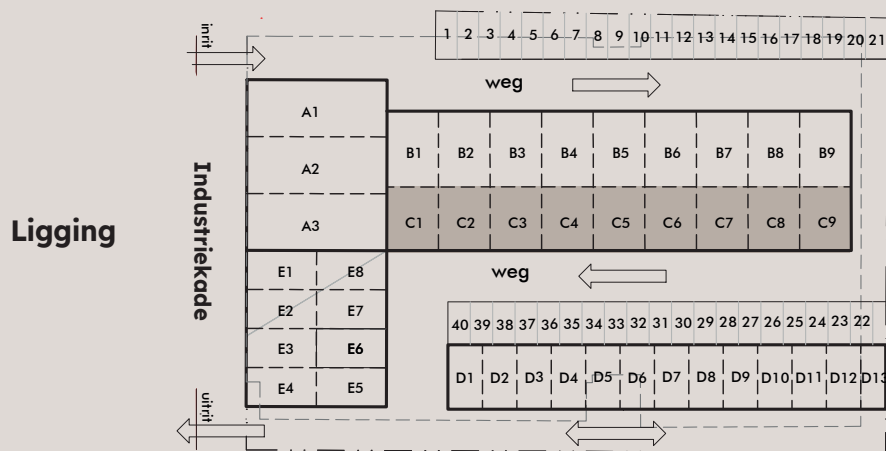 inrit
1 2 3 4 5 6 7 8 9 10 11 12 13 14 15 16 17 18 19 20 21
weg
A1
A2
A3
B1 B2 B3 B4 B5 B6 B7 B8 B9
C1 C2 C3 C4 C5 C6 C7 C8 C9
Ligging
Industriekade
weg
E1 E8
E2 E7
E3 E6
E4 E5
40 39 38 37 36 35 34 33 32 31 30 29 28 27 26 25 24 23 22
D1 D2 D3 D4 D5 D6 D7 D8 D9 D10 D11 D12 D13
uitrit